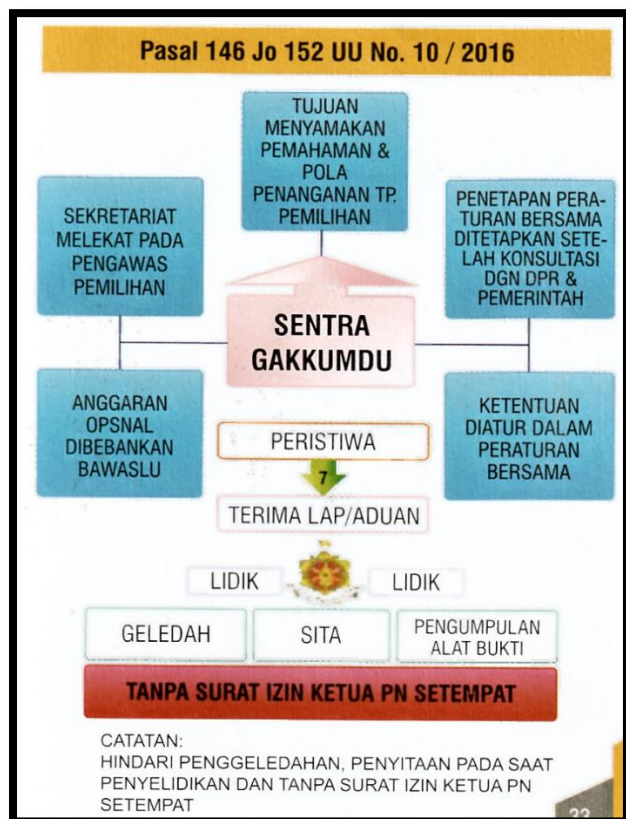 Pasal 146 Jo 152 UU No. 10 / 2016
TUJUAN
MENYAMAKAN
PEMAHAMAN &
POLA
PENANGANAN TP.
PEMILIHAN
SEKRETARIAT
MELEKAT PADA
PENGAWAS
PEMILIHAN
PENETAPAN PERA-
TURAN BERSAMA
DITETAPKAN SETE-
LAH KONSULTASI
DGN DPR &
PEMERINTAH
SENTRA
GAKKUMDU
ANGGARAN
OPSNAL
DIBEBANKAN
BAWASLU
KETENTUAN
DIATUR DALAM
PERATURAN
BERSAMA
PERISTIWA
7
TERIMA LAP/ADUAN
LIDIK
LIDIK
GELEDAH
SITA
PENGUMPULAN
ALAT BUKTI
TANPA SURAT IZIN KETUA PN SETEMPAT
CATATAN:
HINDARI PENGGELEDAHAN, PENYITAAN PADA SAAT
PENYELIDIKAN DAN TANPA SURAT IZIN KETUA PN
SETEMPAT